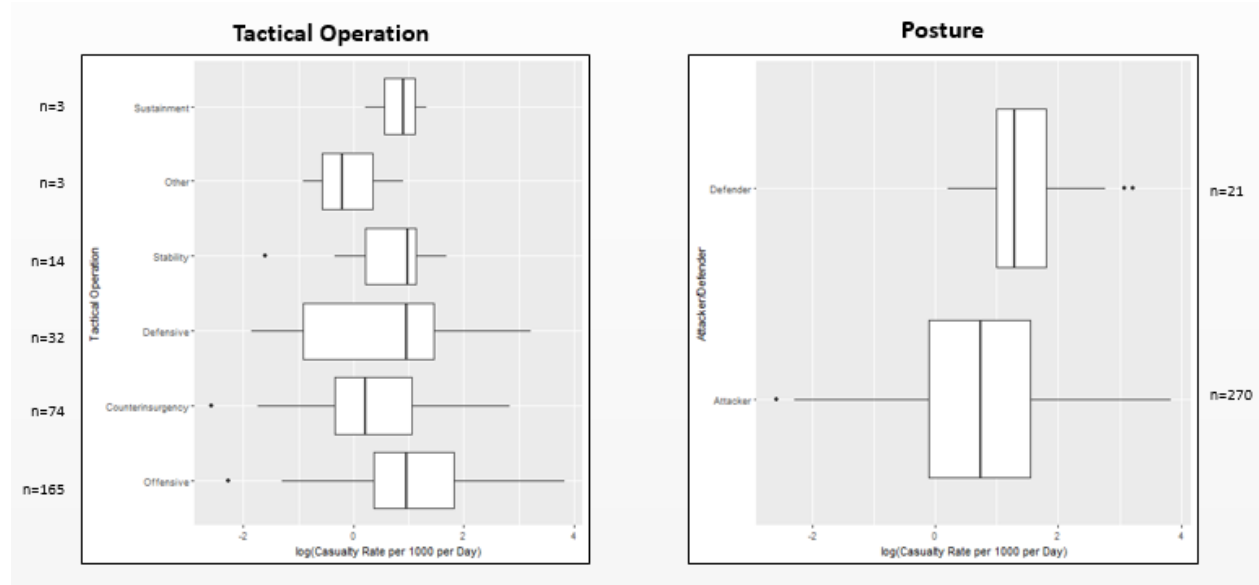 Tactical Operation
n=3
n=3
n=14
n=32
n=74
n=165
Tactical Operation
Sustainment
Other
Stability
Defensive
Counterinsurgency
Offensive
-2 0 2 4
log(Casualty Rate per 1000 per Day)
Posture
Attacker/Defender
Defender
Attacker
n=21
n=270
-2 0 2 4
log(Casualty Rate per 1000 per Day)